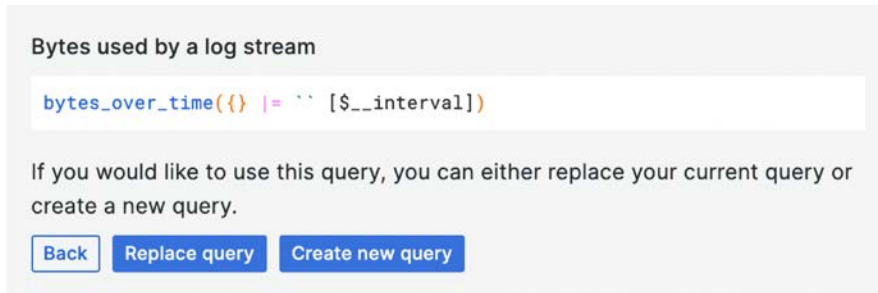 Bytes used by a log stream
bytes_over_time({} |= `` [$__interval])
If you would like to use this query, you can either replace your current query or
create a new query.
Back Replace query Create new query